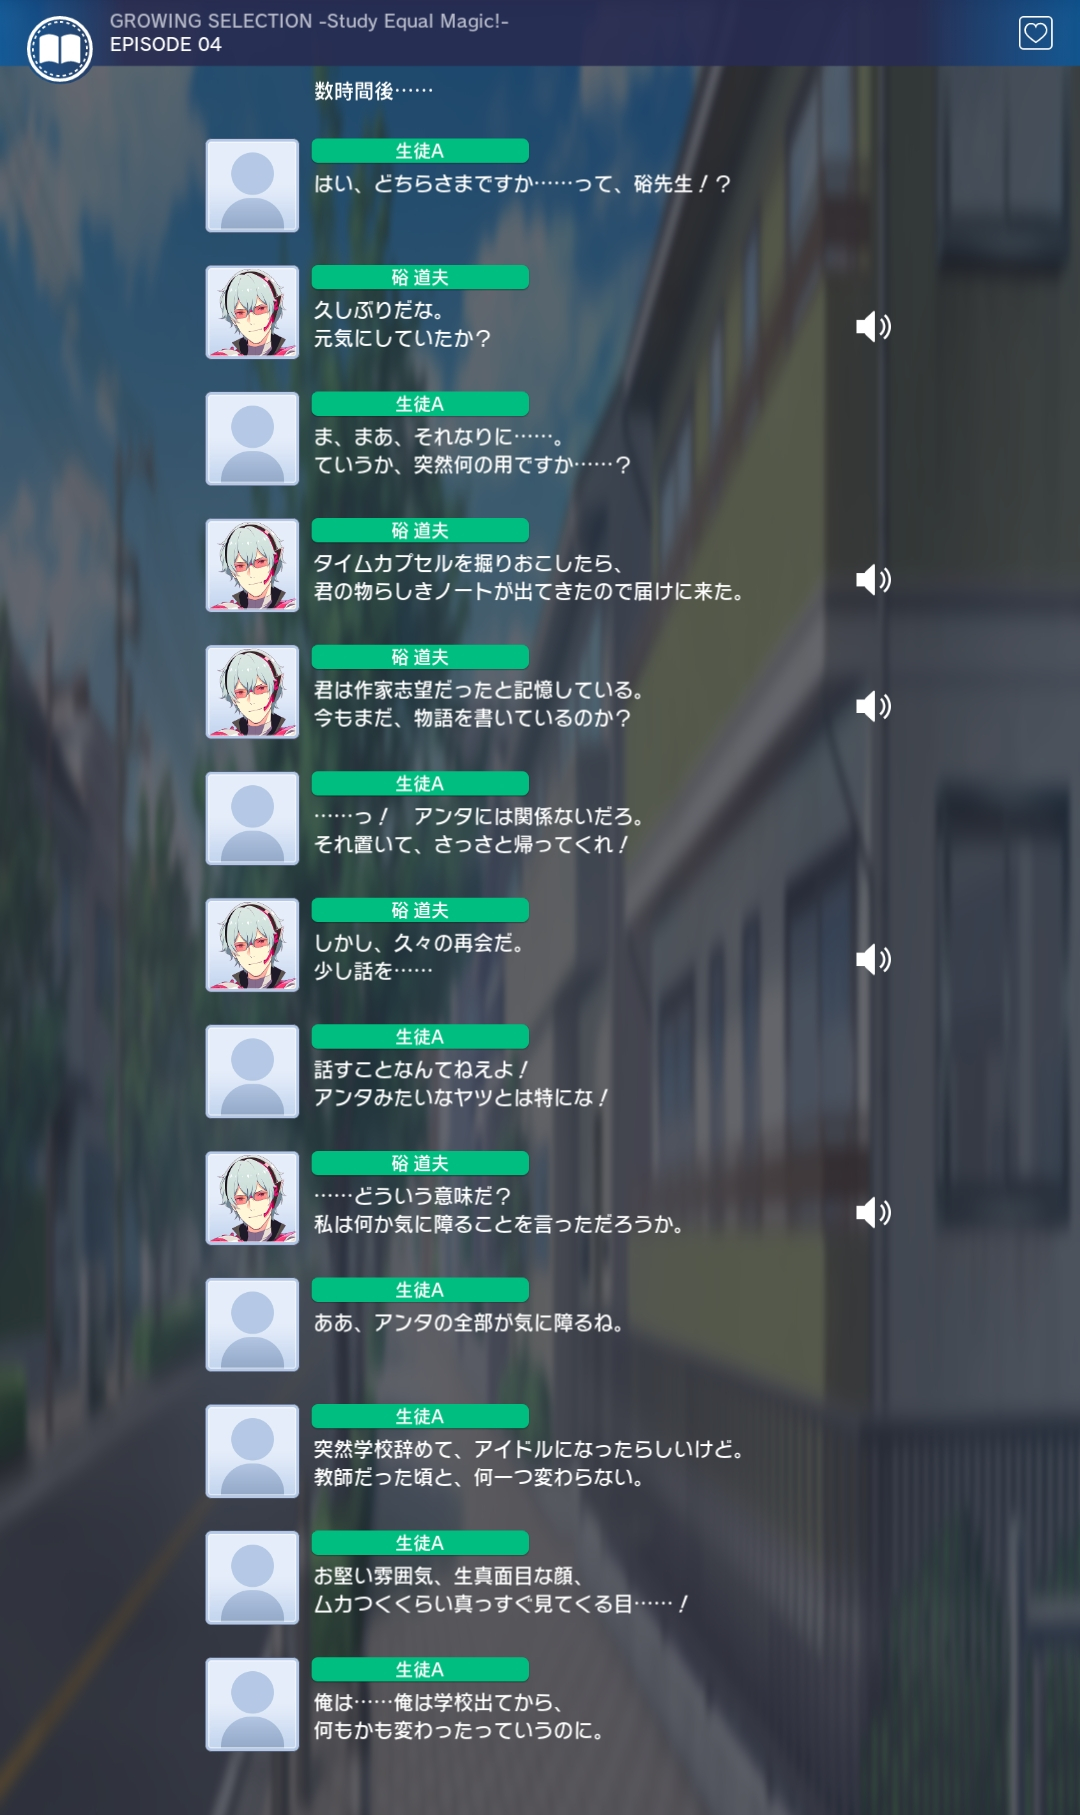 GROWING SELECTION -Study Equal Magic!-
EPISODE 04
数時間後……
生徒A
はい、どちらさまですか……って、硲先生！？
硲 道夫
久しぶりだな。
元気にしていたか？
生徒A
ま、まあ、それなりに……。
ていうか、突然何の用ですか……？
硲 道夫
タイムカプセルを掘りおこしたら、
君の物らしきノートが出てきたので届けに来た。
硲 道夫
君は作家志望だったと記憶している。
今もまだ、物語を書いているのか？
生徒A
……っ！　アンタには関係ないだろ。
それ置いて、さっさと帰ってくれ！
硲 道夫
しかし、久々の再会だ。
少し話を……
生徒A
話すことなんてねえよ！
アンタみたいなヤツとは特にな！
硲 道夫
……どういう意味だ？
私は何か気に障ることを言っただろうか。
生徒A
ああ、アンタの全部が気に障るね。
生徒A
突然学校辞めて、アイドルになったらしいけど。
教師だった頃と、何一つ変わらない。
生徒A
お堅い雰囲気、生真面目な顔、
ムカつくくらい真っすぐ見てくる目……！
生徒A
俺は……俺は学校出てから、
何もかも変わったっていうのに。